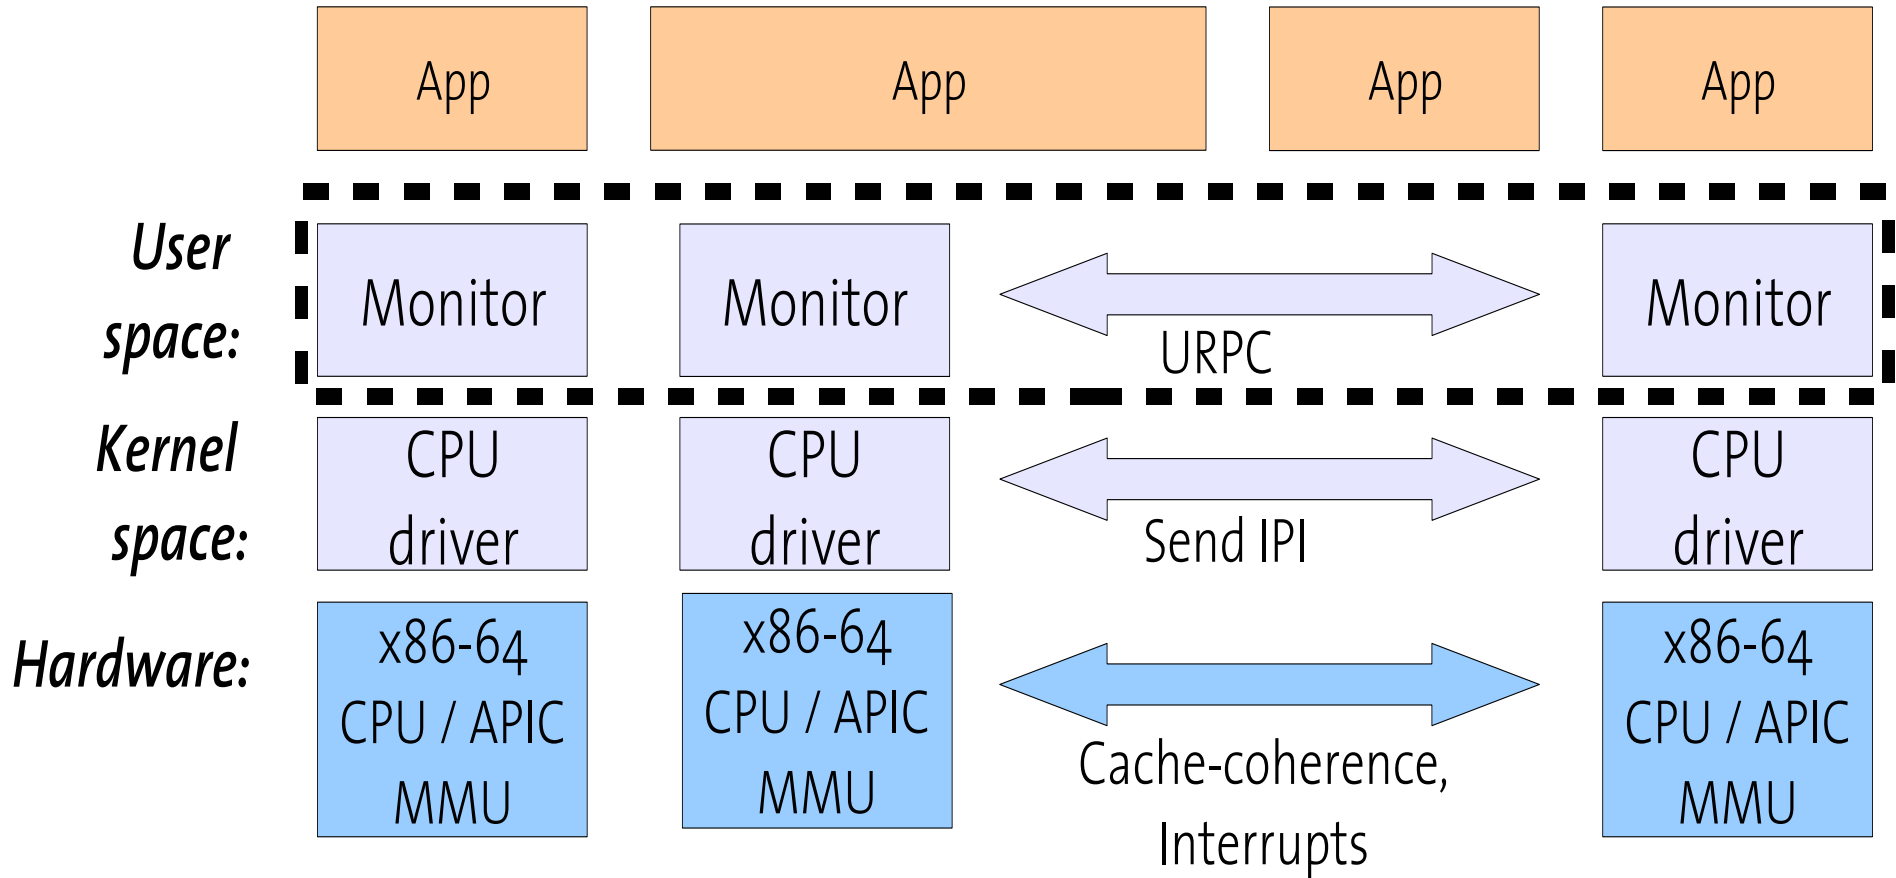 App
App
App
App
User
space:
Monitor
Monitor
URPC
Monitor
Kernel
space:
CPU
driver
CPU
driver
Send IPI
CPU
driver
Hardware:
x86-64
CPU / APIC
MMU
x86-64
CPU / APIC
MMU
Cache-coherence,
Interrupts
x86-64
CPU / APIC
MMU